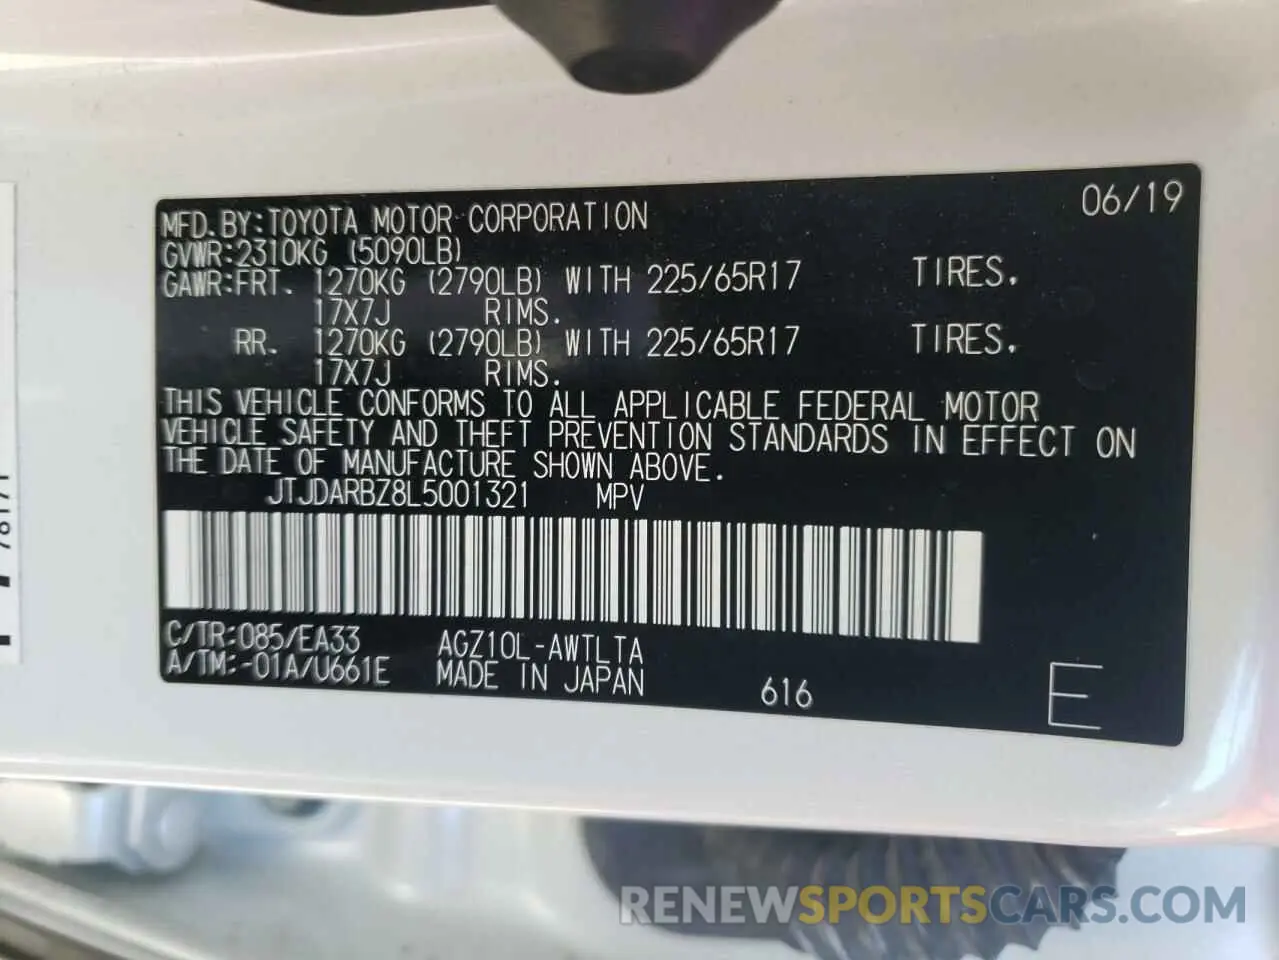 06/19
MFD. BY:TOYOTA MOTOR CORPORATION
GVWR:2310KG (5090LB)
GAWR:FRT. 1270KG (2790LB) WITH 225/65R17 TIRES.
17X7J RIMS.
RR. 1270KG (2790LB) WITH 225/65R17 TIRES.
17X7J RIMS.
THIS VEHICLE CONFORMS TO ALL APPLICABLE FEDERAL MOTOR
VEHICLE SAFETY AND THEFT PREVENTION STANDARDS IN EFFECT ON
THE DATE OF MANUFACTURE SHOWN ABOVE.
JTJDARBZ8L5001321 MPV
C/TR:085/EA33 AGZ10L-AWTLTA
A/TM:-01A/U661E MADE IN JAPAN 616 E
RENEWSPORTSCARS.COM